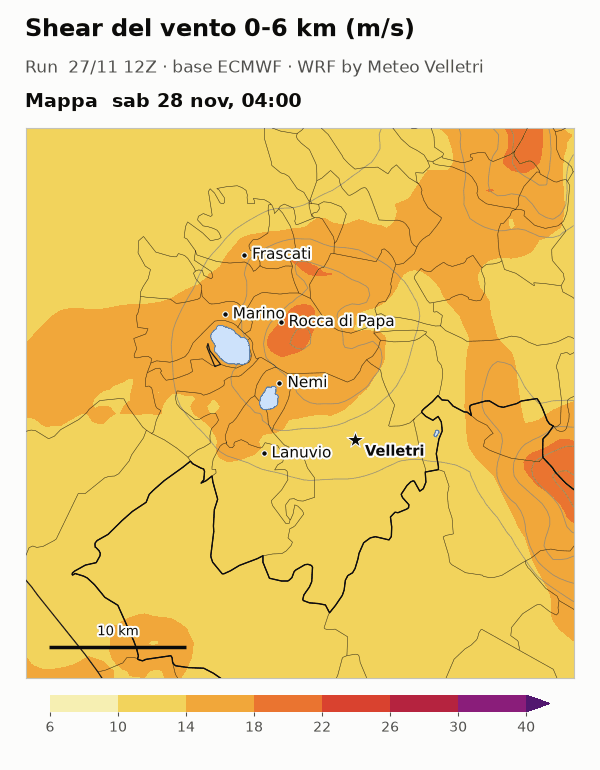 Shear del vento 0-6 km (m/s)
Run  27/11 12Z · base ECMWF · WRF by Meteo Velletri
Mappa  sab 28 nov, 04:00
Frascati
Marino
Rocca di Papa
Nemi
Velletri
Lanuvio
10 km
6 10 14 18 22 26 30 40